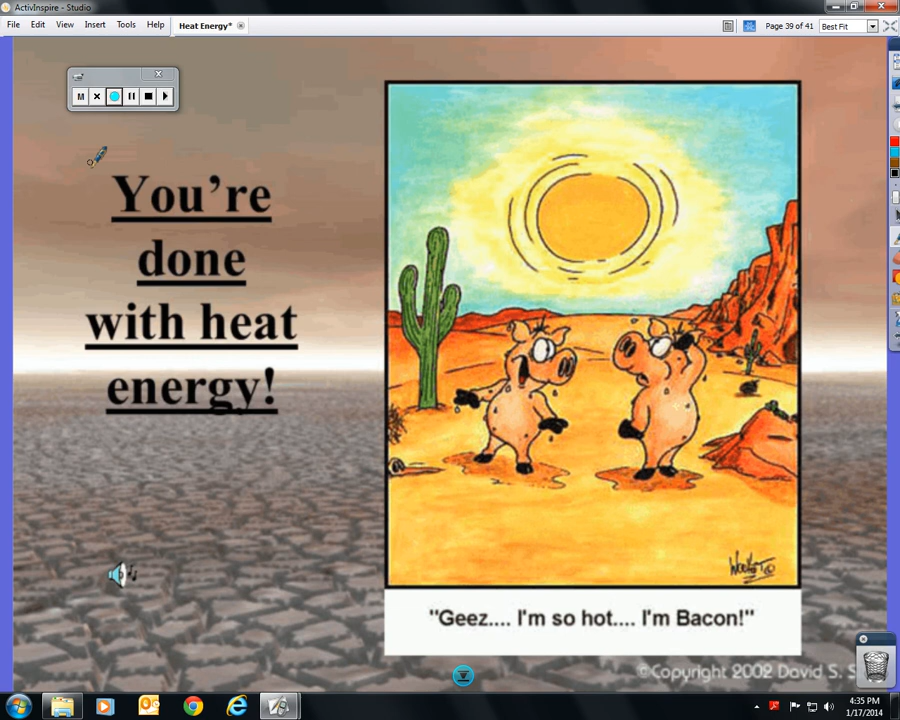 ActivInspire - Studio
File Edit View Insert Tools Help Heat Energy* Page 39 of 41 Best Fit
M
You're
done
with heat
energy!
"Geez.... I'm so hot.... I'm Bacon!"
©Copyright 2002 David S. S
4:35 PM
1/17/2014